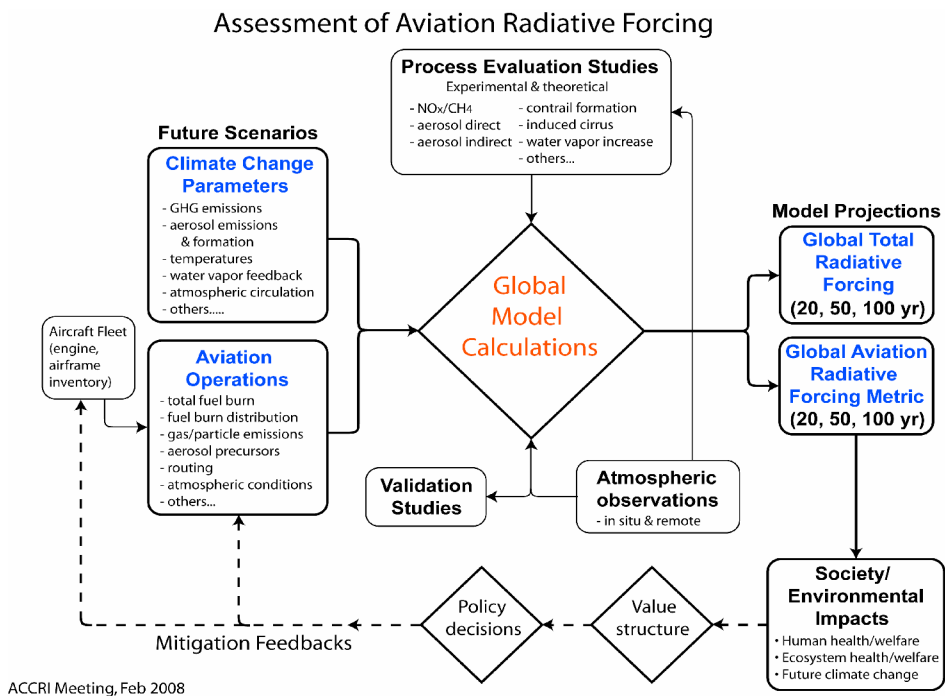 Assessment of Aviation Radiative Forcing
Process Evaluation Studies
Experimental & theoretical
- NOx/CH4
- aerosol direct
- aerosol indirect
- contrail formation
- induced cirrus
- water vapor increase
- others...
Future Scenarios
Climate Change
Parameters
- GHG emissions
- aerosol emissions
& formation
- temperatures
- water vapor feedback
- atmospheric circulation
- others.....
Aircraft Fleet
(engine,
airframe
inventory)
Aviation
Operations
- total fuel burn
- fuel burn distribution
- gas/particle emissions
- aerosol precursors
- routing
- atmospheric conditions
- others...
Global
Model
Calculations
Model Projections
Global Total
Radiative
Forcing
(20, 50, 100 yr)
Global Aviation
Radiative
Forcing Metric
(20, 50, 100 yr)
Validation
Studies
Atmospheric
observations
- in situ & remote
Society/
Environmental
Impacts
• Human health/welfare
• Ecosystem health/welfare
• Future climate change
Value
structure
Policy
decisions
Mitigation Feedbacks
ACCRI Meeting, Feb 2008